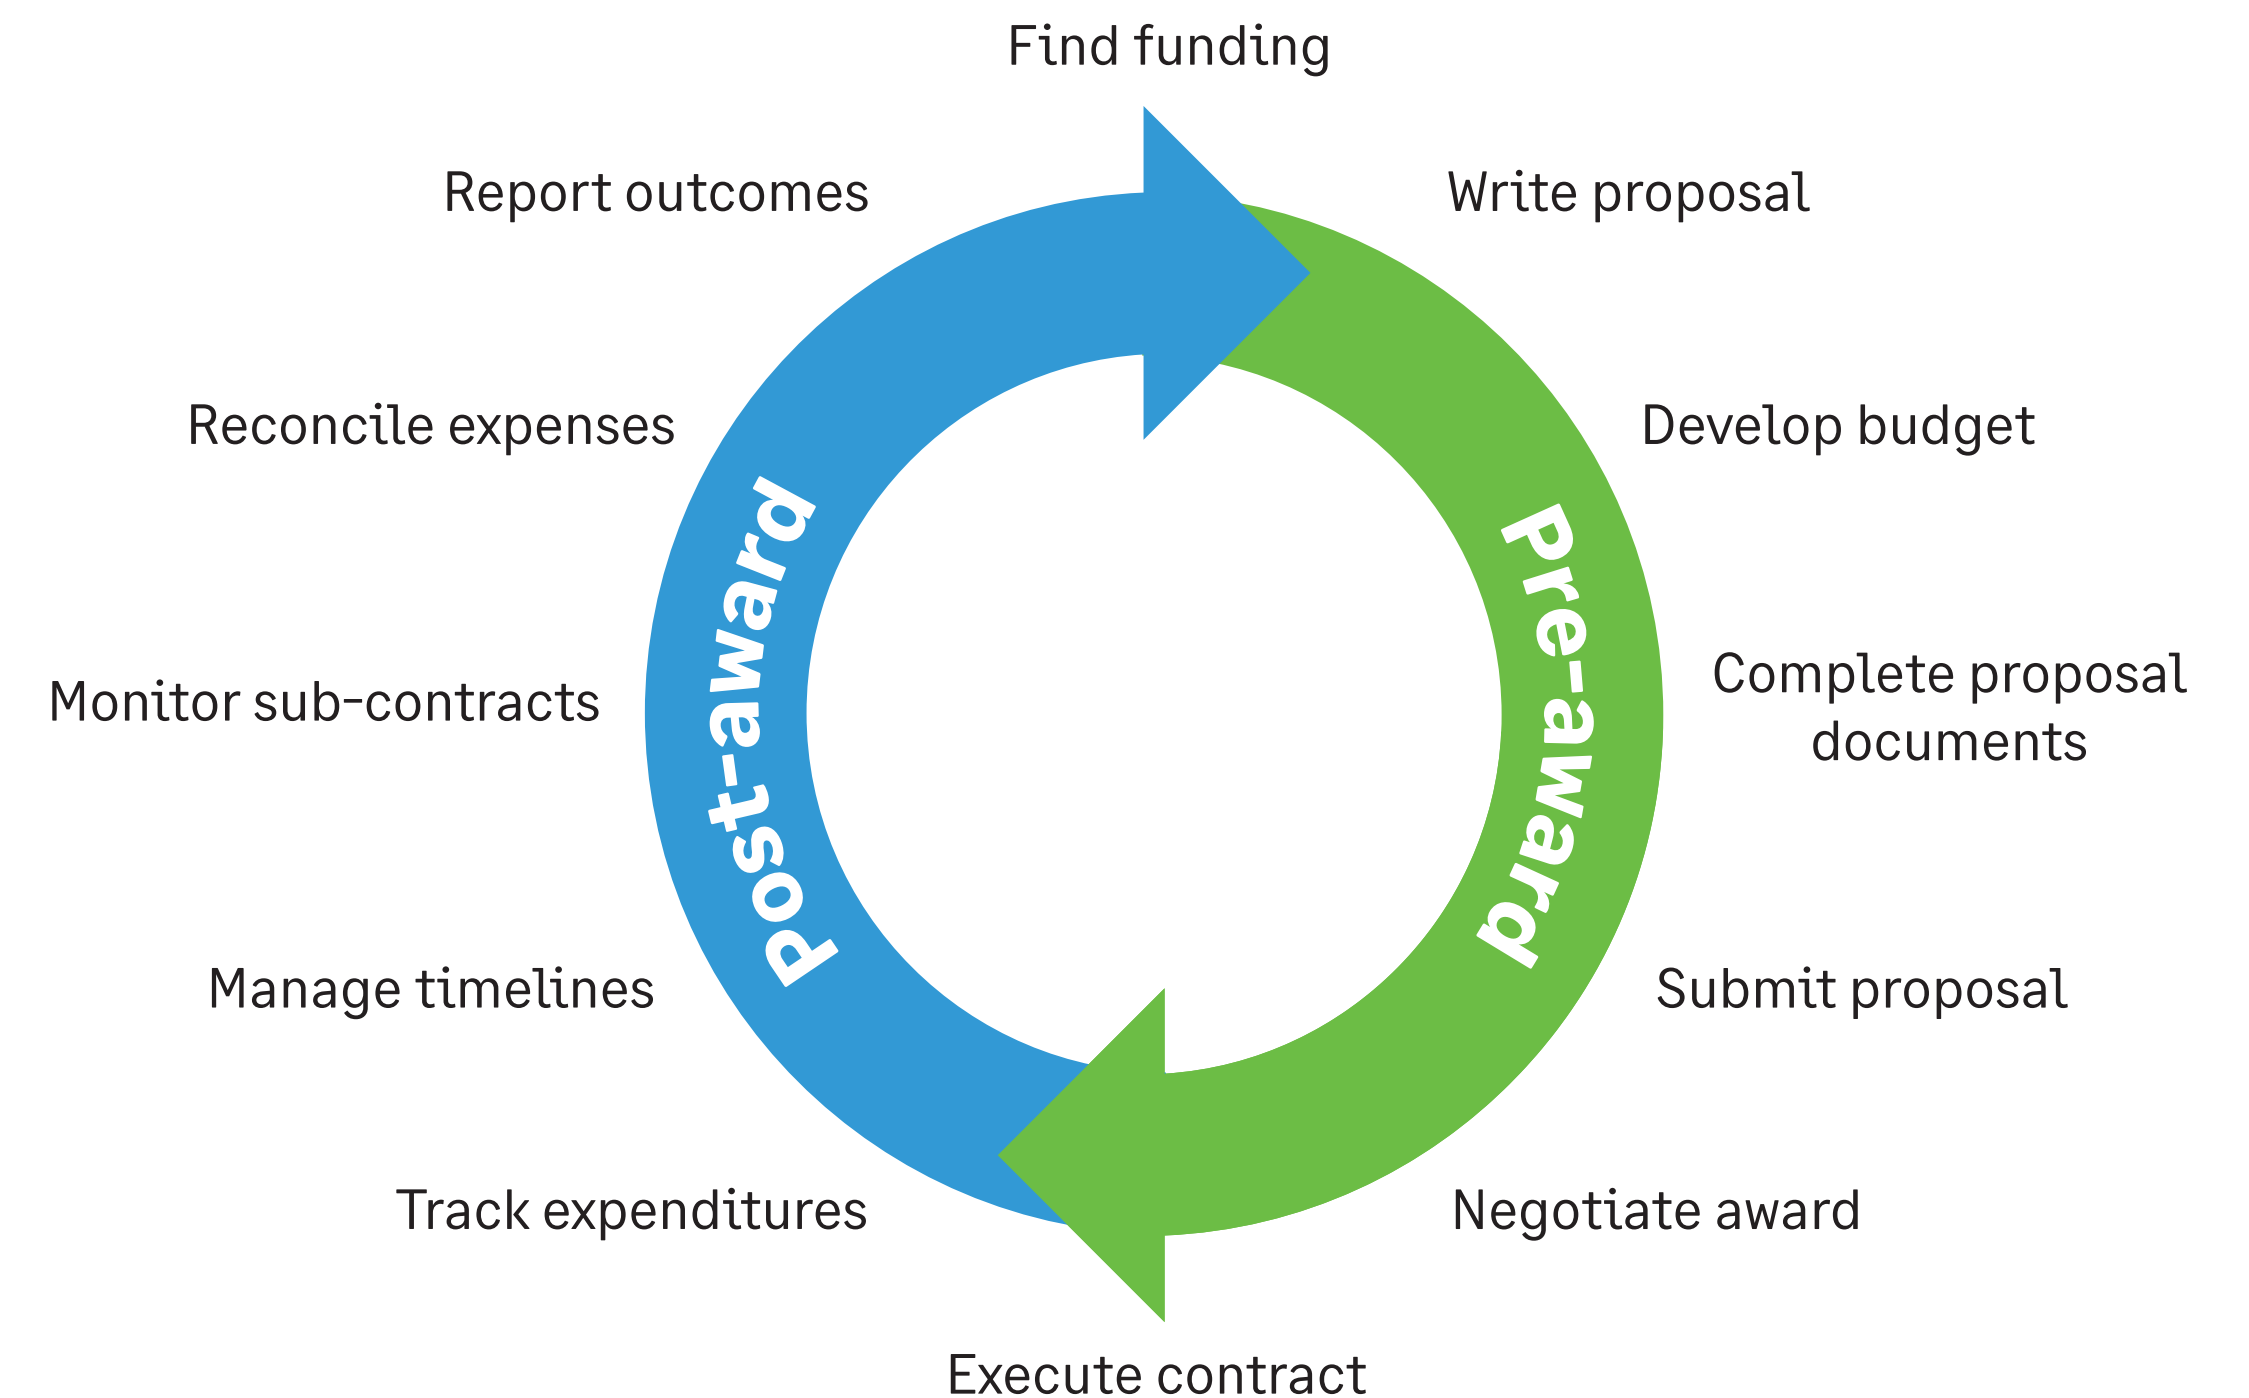 Find funding
Write proposal
Develop budget
Complete proposal
documents
Submit proposal
Negotiate award
Execute contract
Track expenditures
Manage timelines
Monitor sub-contracts
Reconcile expenses
Report outcomes
Pre-award
Post-award